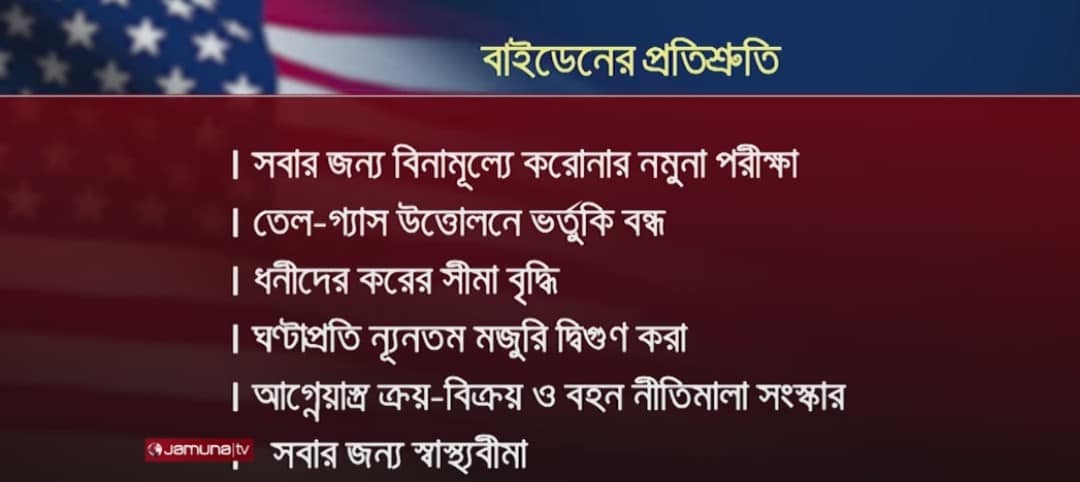 বাইডেনের প্রতিশ্রুতি
| সবার জন্য বিনামূল্যে করোনার নমুনা পরীক্ষা
| তেল-গ্যাস উত্তোলনে ভর্তুকি বন্ধ
| ধনীদের করের সীমা বৃদ্ধি
| ঘণ্টাপ্রতি ন্যূনতম মজুরি দ্বিগুণ করা
| আগ্নেয়াস্ত্র ক্রয়-বিক্রয় ও বহন নীতিমালা সংস্কার
| সবার জন্য স্বাস্থ্যবীমা
Jamuna|tv